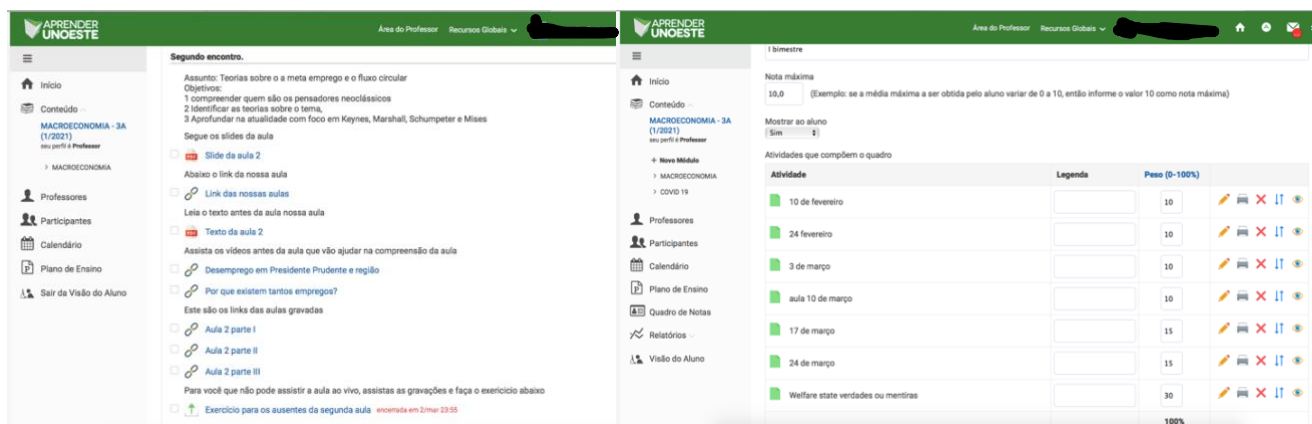 APRENDER
UNOESTE
Área do Professor Recursos Globais
Início
Conteúdo
MACROECONOMIA - 3A
(1/2021)
seu perfil é Professor
> MACROECONOMIA
Professores
Participantes
Calendário
Plano de Ensino
Sair da Visão do Aluno
Segundo encontro.
Assunto: Teorias sobre o a meta emprego e o fluxo circular
Objetivos:
1 compreender quem são os pensadores neoclássicos
2 Identificar as teorias sobre o tema,
3 Aprofundar na atualidade com foco em Keynes, Marshall, Schumpeter e Mises
Segue os slides da aula
Slide da aula 2
Abaixo o link da nossa aula
Link das nossas aulas
Leia o texto antes da aula nossa aula
Texto da aula 2
Assista os vídeos antes da aula que vão ajudar na compreensão da aula
Desemprego em Presidente Prudente e região
Por que existem tantos empregos?
Este são os links das aulas gravadas
Aula 2 parte I
Aula 2 parte II
Aula 2 parte III
Para você que não pode assistir a aula ao vivo, assistas as gravações e faça o exericicio abaixo
Exercício para os ausentes da segunda aula encerrada em 2/mar 23:55
APRENDER
UNOESTE
Área do Professor Recursos Globais
Início
Conteúdo
MACROECONOMIA - 3A
(1/2021)
seu perfil é Professor
+ Novo Módulo
> MACROECONOMIA
> COVID 19
Professores
Participantes
Calendário
Plano de Ensino
Quadro de Notas
Relatórios
Visão do Aluno
I bimestre
Nota máxima
10,0 (Exemplo: se a média máxima a ser obtida pelo aluno variar de 0 a 10, então informe o valor 10 como nota máxima)
Mostrar ao aluno
Sim
Atividades que compõem o quadro
Atividade Legenda Peso (0-100%)
10 de fevereiro 10
24 fevereiro 10
3 de março 10
aula 10 de março 10
17 de março 15
24 de março 15
Welfare state verdades ou mentiras 30
100%